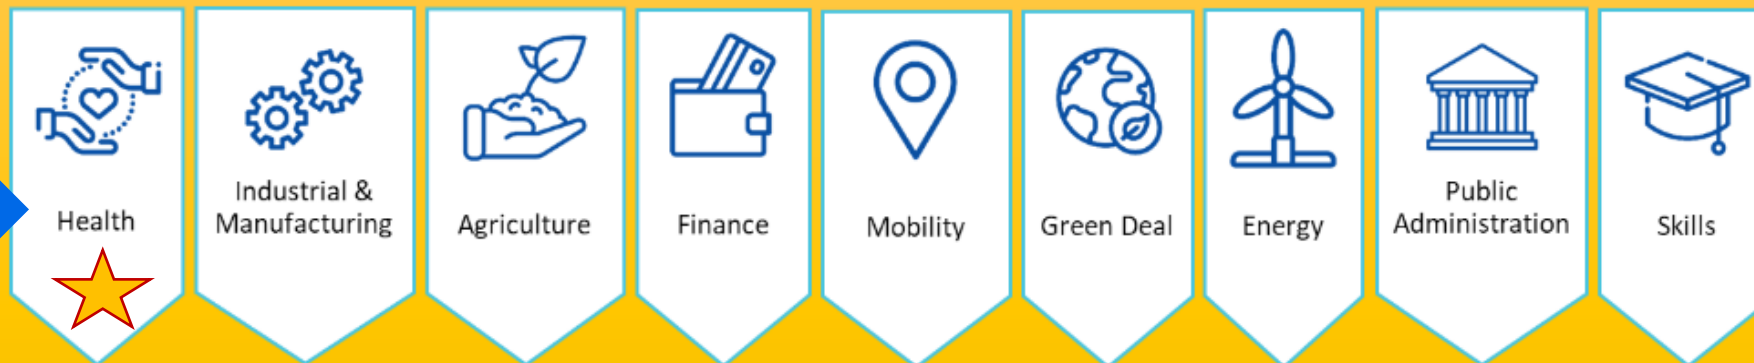 Health
Industrial &
Manufacturing
Agriculture
Finance
Mobility
Green Deal
Energy
Public
Administration
Skills